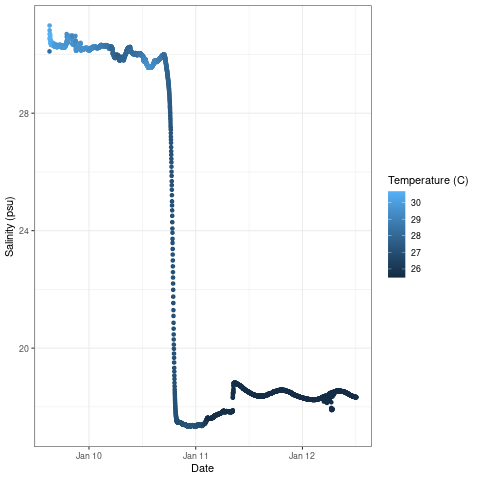 Salinity (psu)
28
24
20
Jan 10
Jan 11
Jan 12
Date
Temperature (C)
30
29
28
27
26